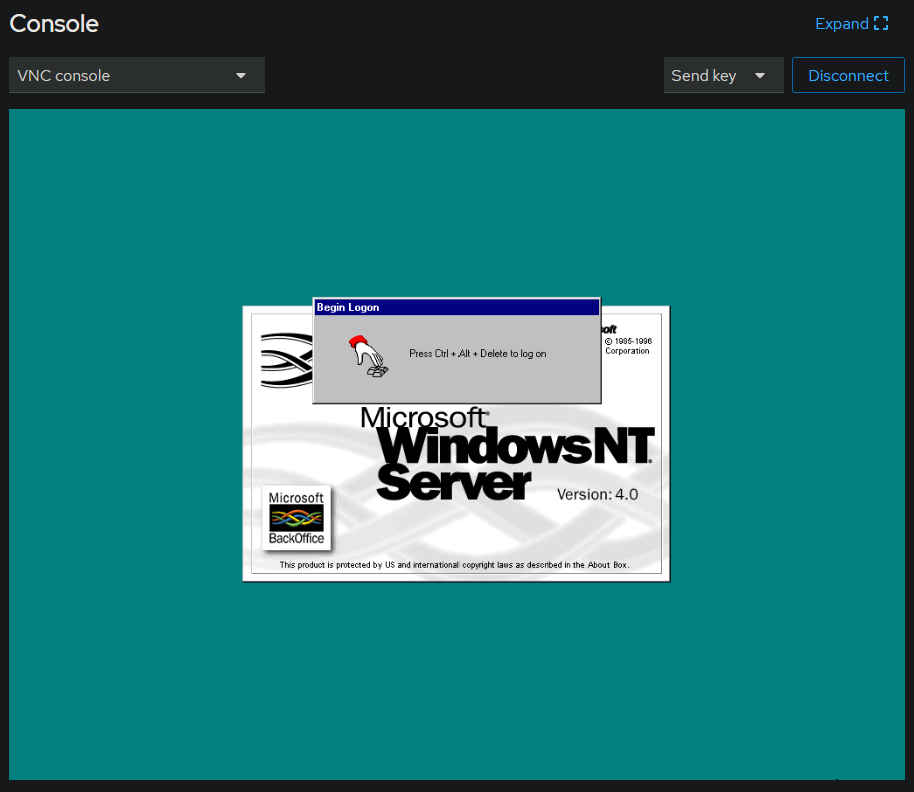 Console
Expand
VNC console
Send key
Disconnect
Begin Logon
Press Ctrl + Alt + Delete to log on
© 1985-1996
Corporation
Microsoft®
WindowsNT®
Server
Version: 4.0
Microsoft
BackOffice
This product is protected by US and international copyright laws as described in the About Box.